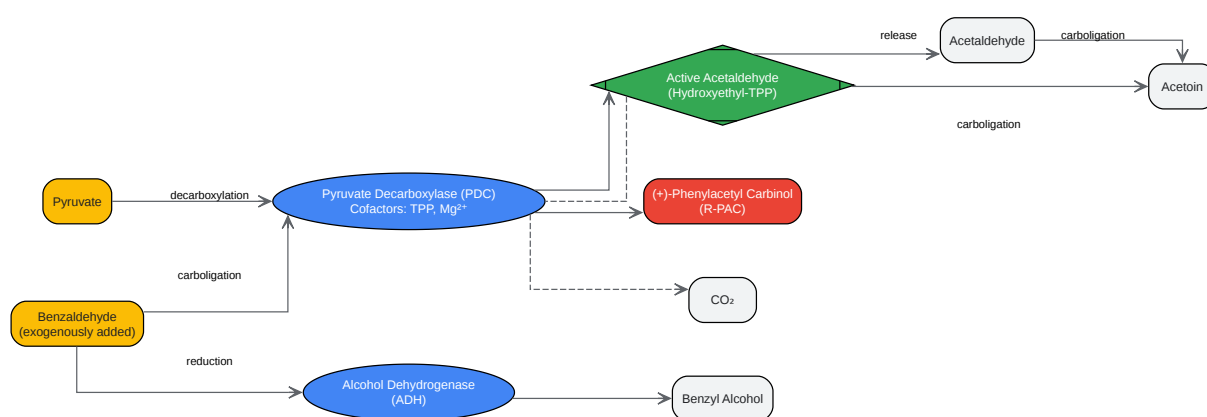 release
Acetaldehyde
carboligation
Active Acetaldehyde
(Hydroxyethyl-TPP)
Acetoin
carboligation
Pyruvate
decarboxylation
Pyruvate Decarboxylase (PDC)
Cofactors: TPP, Mg²⁺
(+)-Phenylacetyl Carbinol
(R-PAC)
carboligation
CO₂
Benzaldehyde
(exogenously added)
reduction
Alcohol Dehydrogenase
(ADH)
Benzyl Alcohol